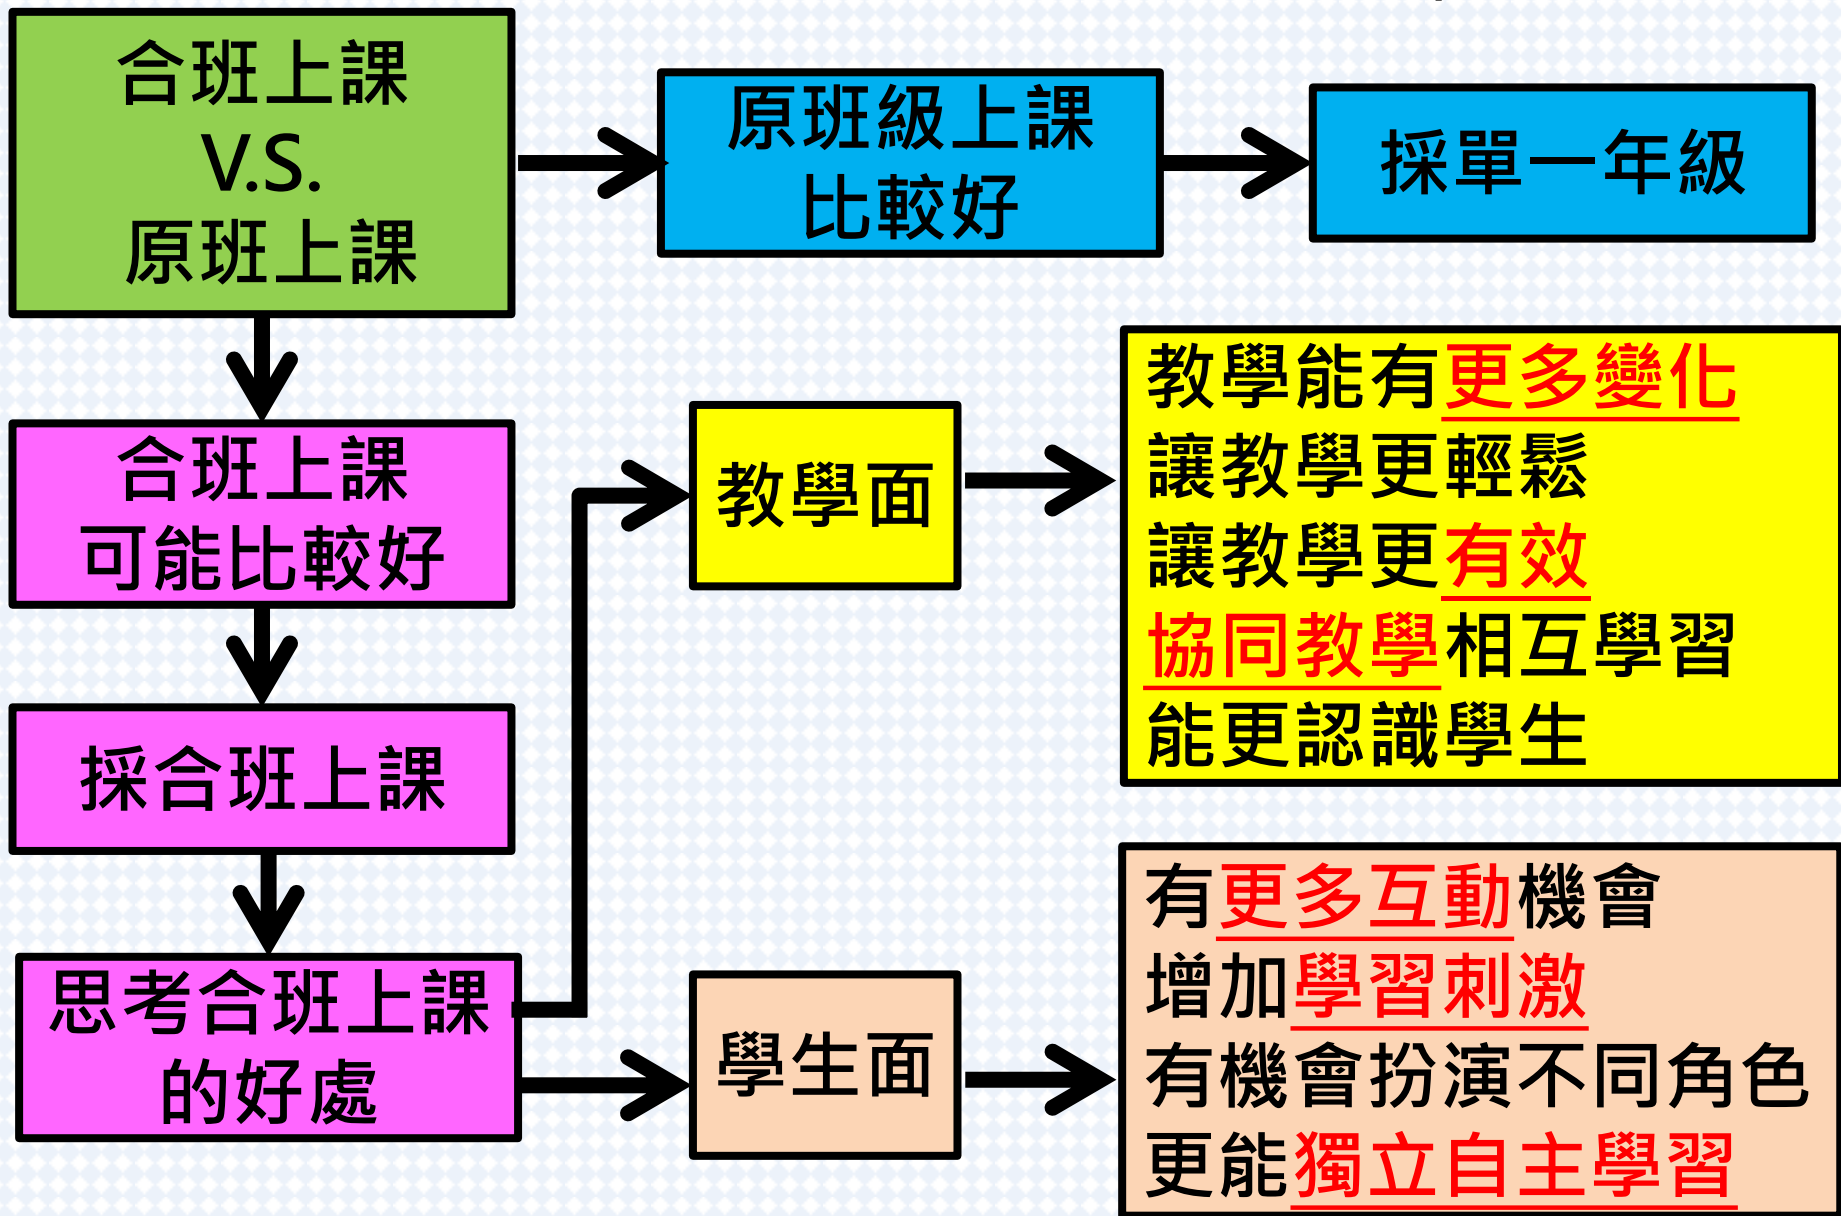 合班上課
V.S.
原班上課
原班級上課
比較好
採單一年級
合班上課
可能比較好
採合班上課
思考合班上課
的好處
教學面
教學能有更多變化
讓教學更輕鬆
讓教學更有效
協同教學相互學習
能更認識學生
學生面
有更多互動機會
增加學習刺激
有機會扮演不同角色
更能獨立自主學習